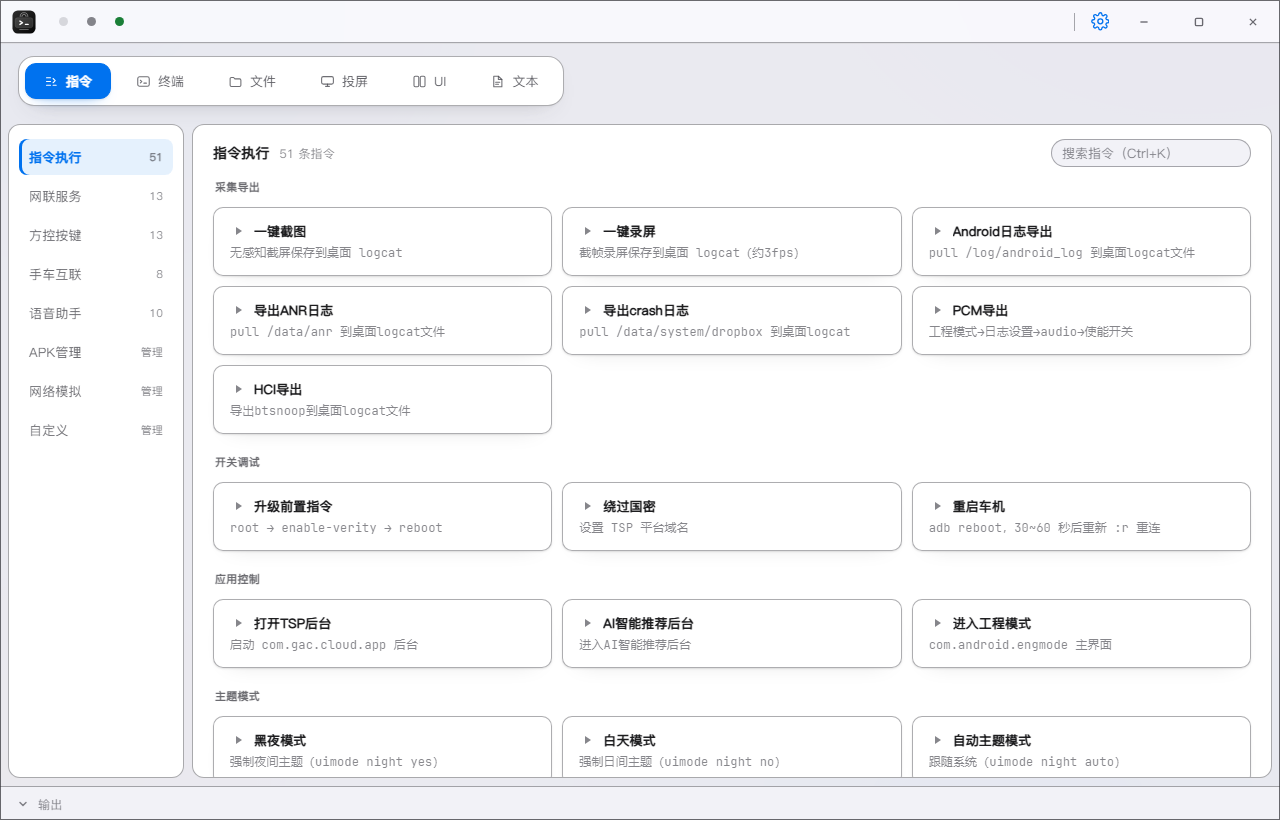 指令
终端
文件
投屏
UI
文本
指令执行 51
网联服务 13
方控按键 13
手车互联 8
语音助手 10
APK管理 管理
网络模拟 管理
自定义 管理
指令执行 51 条指令
搜索指令（Ctrl+K）
采集导出
一键截图
无感知截屏保存到桌面 logcat
一键录屏
截帧录屏保存到桌面 logcat（约3fps）
Android日志导出
pull /log/android_log 到桌面logcat文件
导出ANR日志
pull /data/anr 到桌面logcat文件
导出crash日志
pull /data/system/dropbox 到桌面logcat
PCM导出
工程模式→日志设置→audio→使能开关
HCI导出
导出btsnoop到桌面logcat文件
开关调试
升级前置指令
root → enable-verity → reboot
绕过国密
设置 TSP 平台域名
重启车机
adb reboot，30~60 秒后重新 :r 重连
应用控制
打开TSP后台
启动 com.gac.cloud.app 后台
AI智能推荐后台
进入AI智能推荐后台
进入工程模式
com.android.engmode 主界面
主题模式
黑夜模式
强制夜间主题（uimode night yes）
白天模式
强制日间主题（uimode night no）
自动主题模式
跟随系统（uimode night auto）
输出